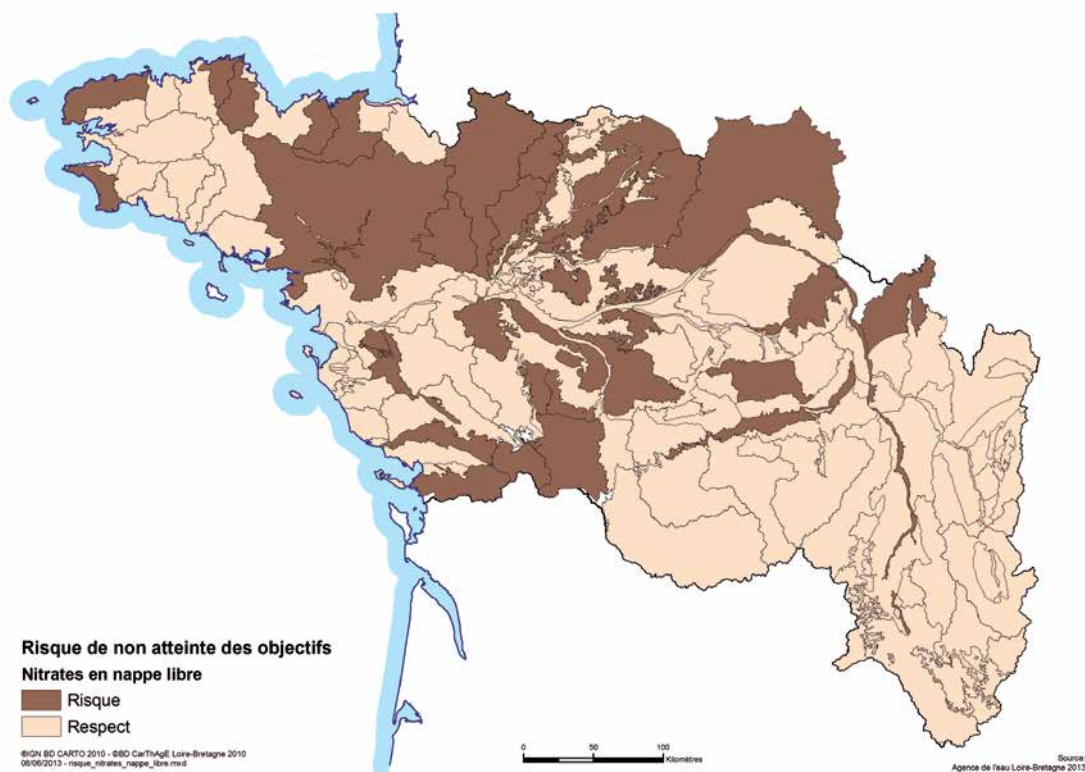 Risque de non atteinte des objectifs
Nitrates en nappe libre
Risque
Respect
©IGN BD CARTO 2010 - ©BD CarThAgE Loire-Bretagne 2010
06/06/2013 - risque_nitrates_nappe_libre.mxd
0 50 100
Kilomètres
Source
Agence de l'eau Loire-Bretagne 2013